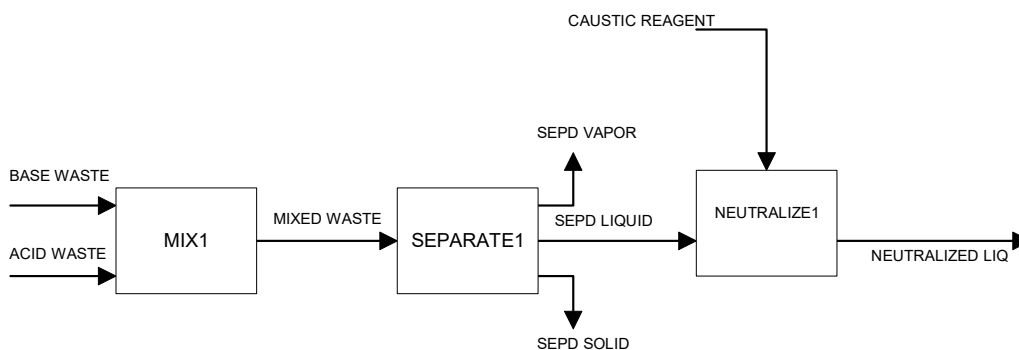 CAUSTIC REAGENT
SEPD VAPOR
BASE WASTE
NEUTRALIZE1
MIXED WASTE
SEPD LIQUID
MIX1
SEPARATE1
ACID WASTE
NEUTRALIZED LIQ
SEPD SOLID